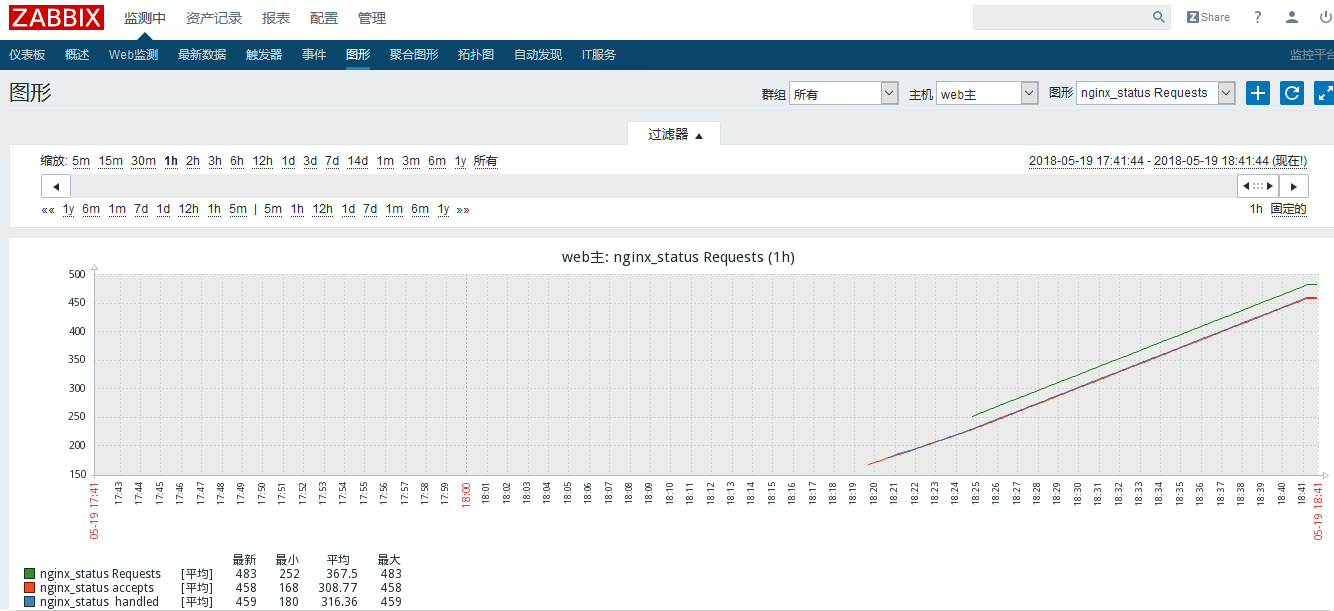 ZABBIX 监测中 资产记录 报表 配置 管理 Z Share ?
仪表板 概述 Web监测 最新数据 触发器 事件 图形 聚合图形 拓扑图 自动发现 IT服务
图形 群组 所有 主机 web主 图形 nginx_status Requests
过滤器 ▲
缩放: 5m 15m 30m 1h 2h 3h 6h 12h 1d 3d 7d 14d 1m 3m 6m 1y 所有 2018-05-19 17:41:44 - 2018-05-19 18:41:44 (现在!)
«« 1y 6m 1m 7d 1d 12h 1h 5m | 5m 1h 12h 1d 7d 1m 6m 1y »» 1h 固定的
web主: nginx_status Requests (1h)
500
450
400
350
300
250
200
150
05-19 17:41 17:43 17:44 17:45 17:46 17:47 17:48 17:49 17:50 17:51 17:52 17:53 17:54 17:55 17:56 17:57 17:58 17:59 18:00 18:01 18:02 18:03 18:04 18:05 18:06 18:07 18:08 18:09 18:10 18:11 18:12 18:13 18:14 18:15 18:16 18:17 18:18 18:19 18:20 18:21 18:22 18:23 18:24 18:25 18:26 18:27 18:28 18:29 18:30 18:31 18:32 18:33 18:34 18:35 18:36 18:37 18:38 18:39 18:40 18:41 05-19 18:41
最新 最小 平均 最大
nginx_status Requests [平均] 483 252 367.5 483
nginx_status accepts [平均] 458 168 308.77 458
nginx_status handled [平均] 459 180 316.36 459